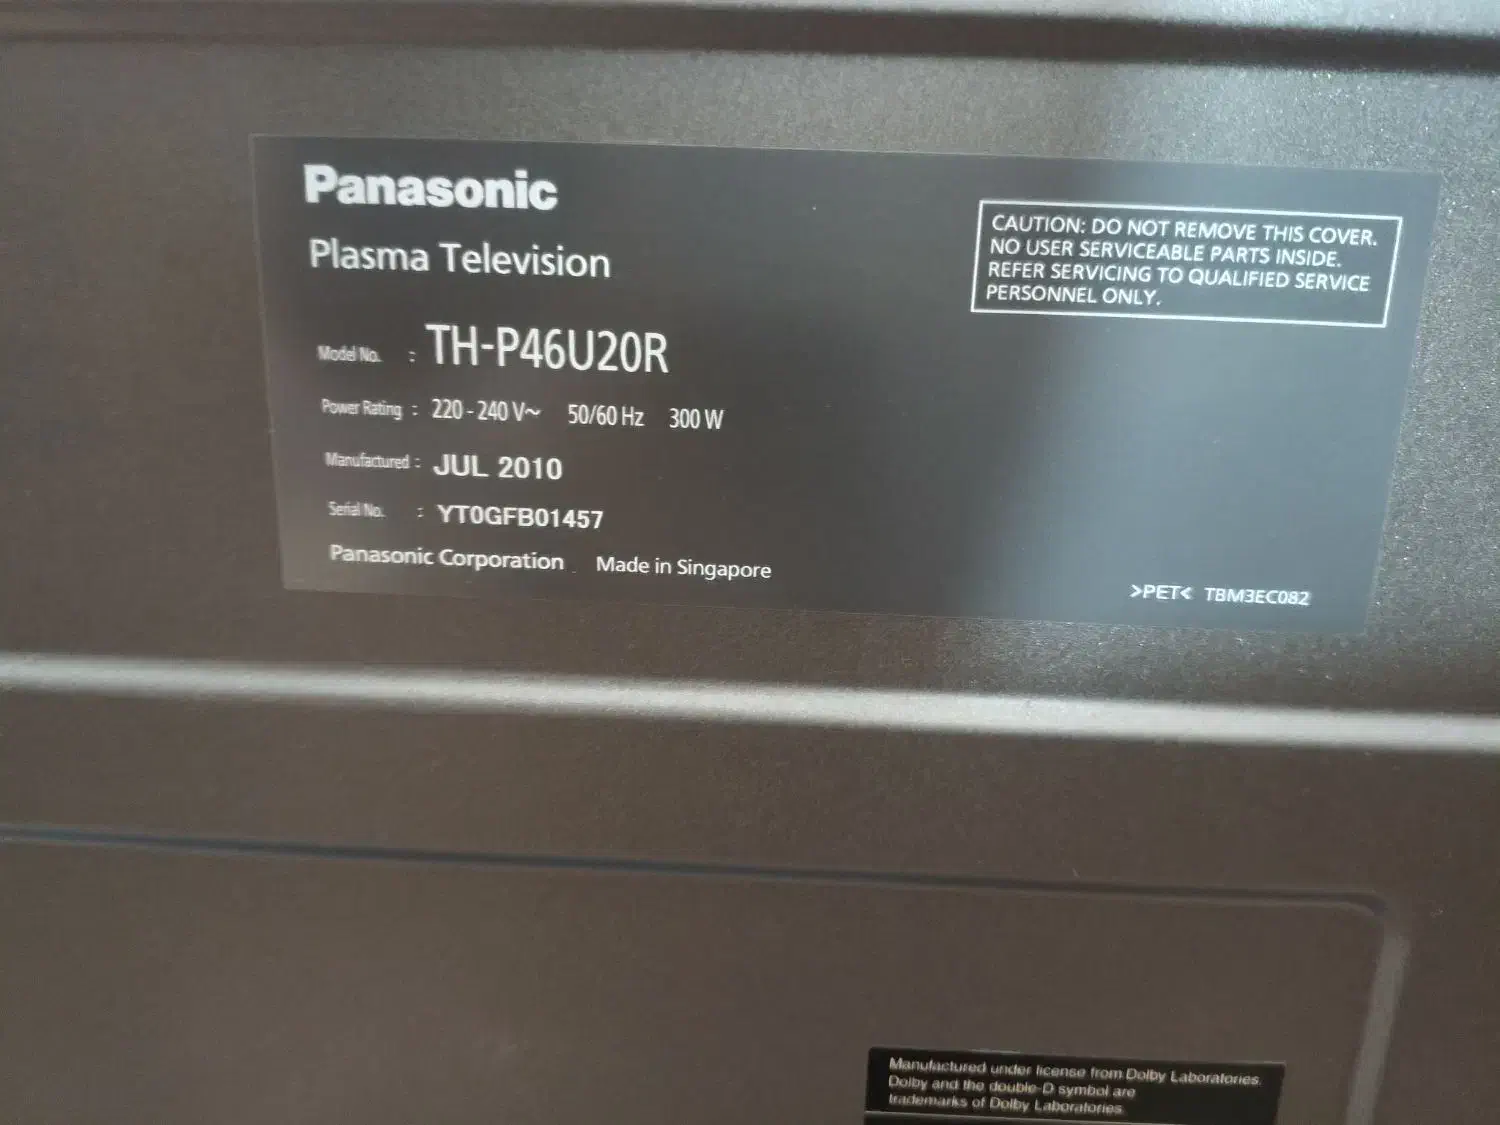 Panasonic
Plasma Television
Model No. : TH-P46U20R
Power Rating : 220 - 240 V~ 50/60 Hz 300 W
Manufactured : JUL 2010
Serial No. : YT0GFB01457
Panasonic Corporation Made in Singapore
CAUTION: DO NOT REMOVE THIS COVER.
NO USER SERVICEABLE PARTS INSIDE.
REFER SERVICING TO QUALIFIED SERVICE
PERSONNEL ONLY.
>PET< TBM3EC082
Manufactured under license from Dolby Laboratories.
Dolby and the double-D symbol are
trademarks of Dolby Laboratories